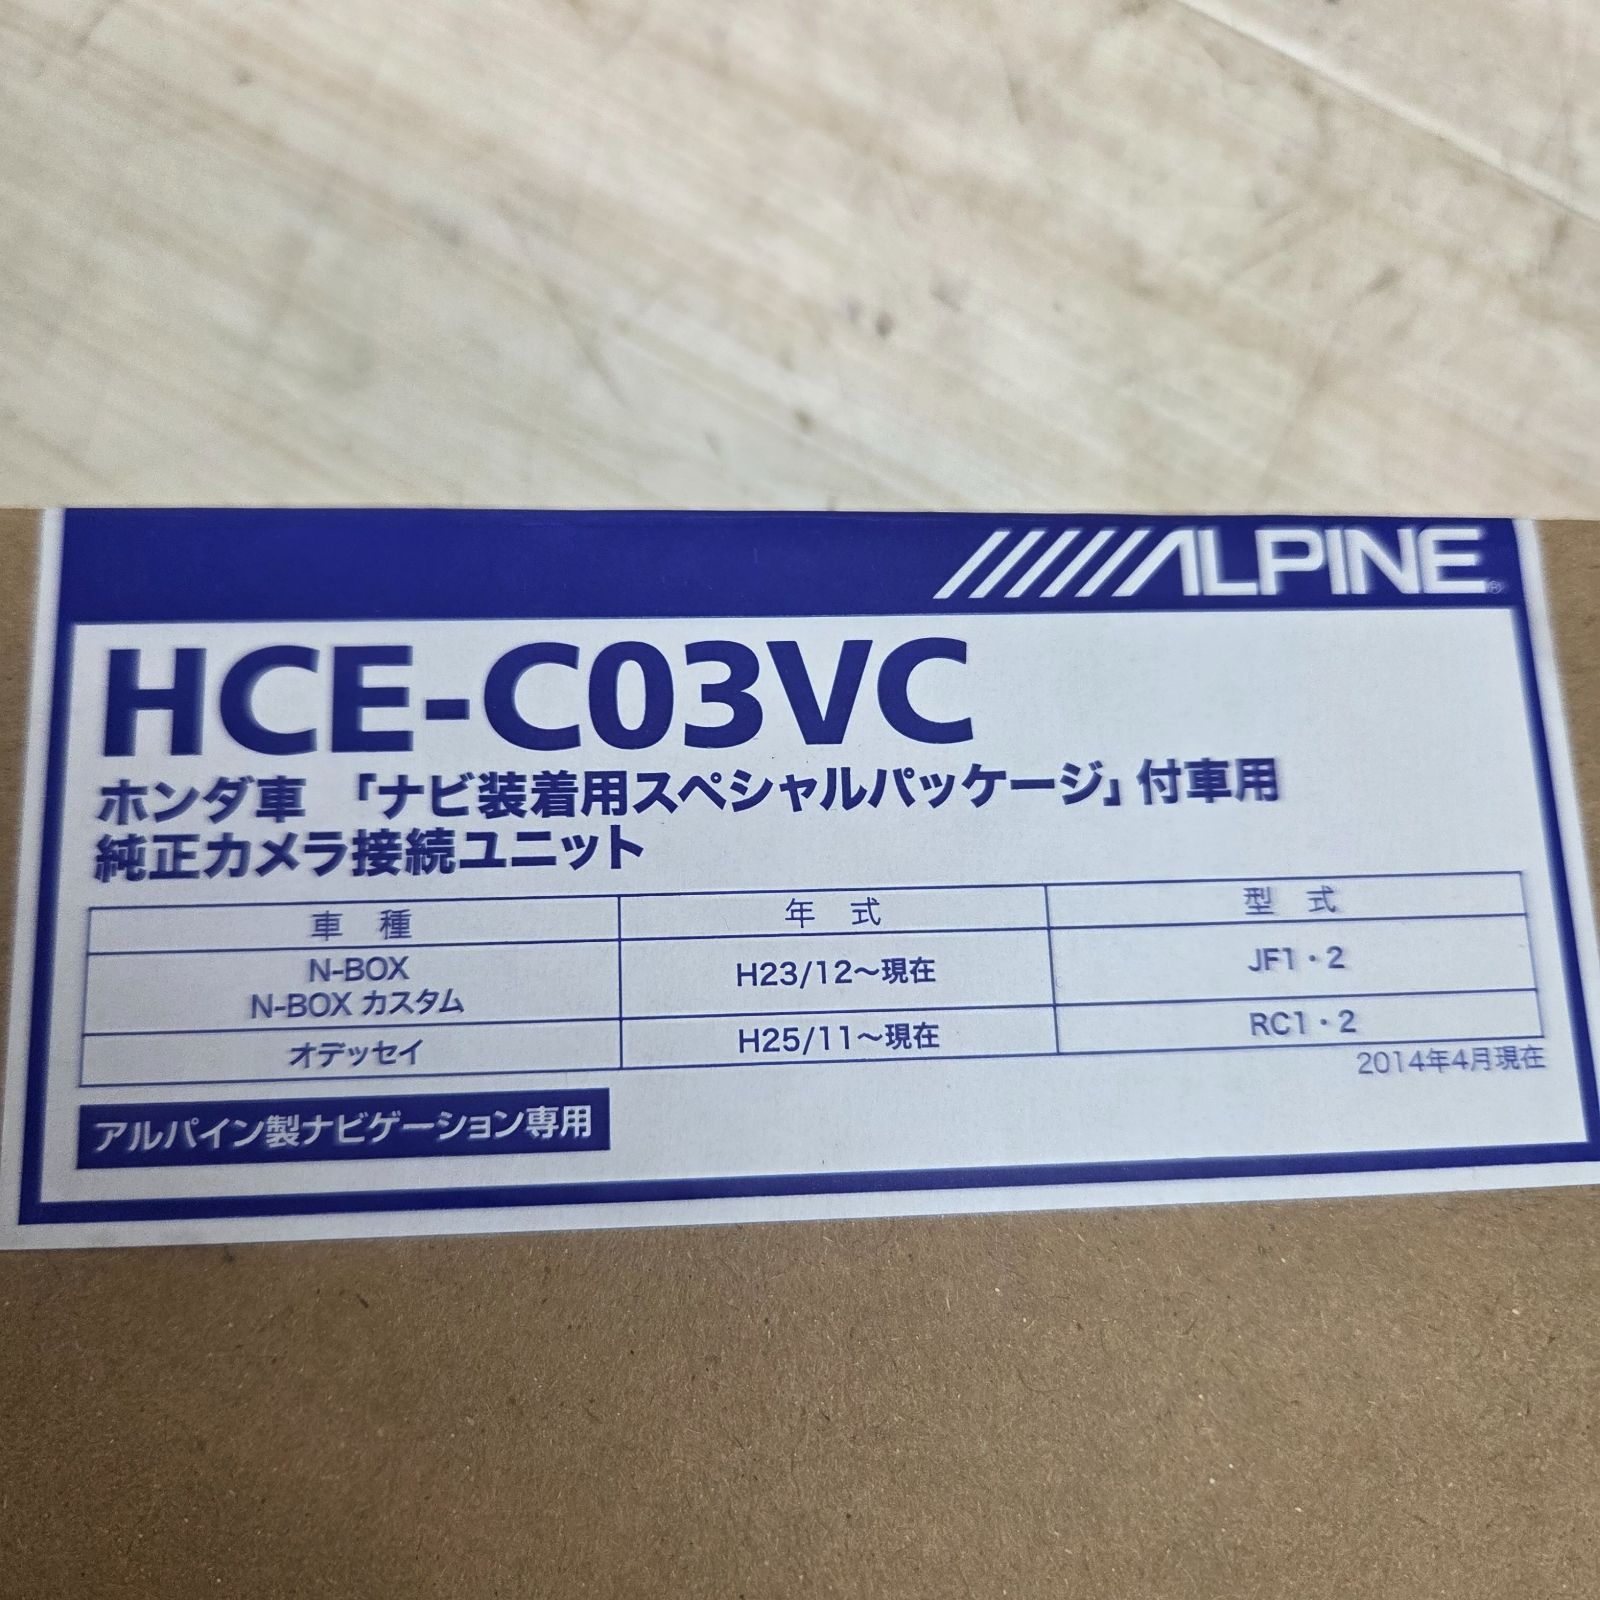 ALPINE®
HCE-C03VC
ホンダ車 「ナビ装着用スペシャルパッケージ」付車用
純正カメラ接続ユニット
車 種 年 式 型 式
N-BOX
N-BOX カスタム H23/12～現在 JF1・2
オデッセイ H25/11～現在 RC1・2
2014年4月現在
アルパイン製ナビゲーション専用